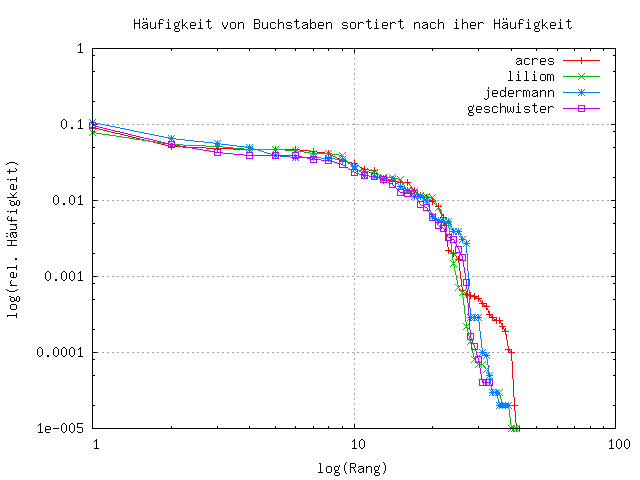 Häufigkeit von Buchstaben sortiert nach iher Häufigkeit
1
acres
liliom
jedermann
geschwister
0.1
0.01
0.001
0.0001
1e-005
log(rel. Häufigkeit)
1 10 100
log(Rang)